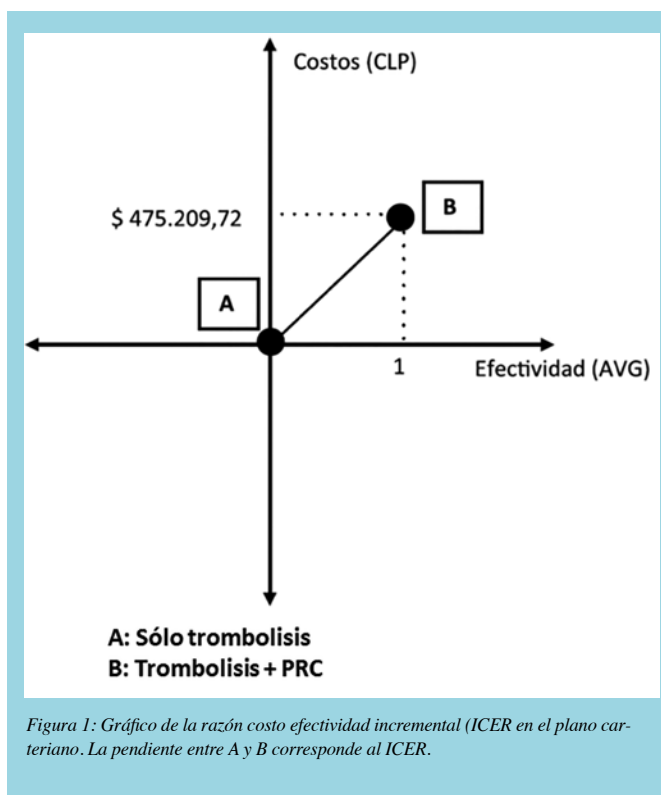 Costos (CLP)
B
$ 475.209,72
A
1
Efectividad (AVG)
A: Sólo trombolisis
B: Trombolisis + PRC
Figura 1: Gráfico de la razón costo efectividad incremental (ICER en el plano car-
teriano. La pendiente entre A y B corresponde al ICER.